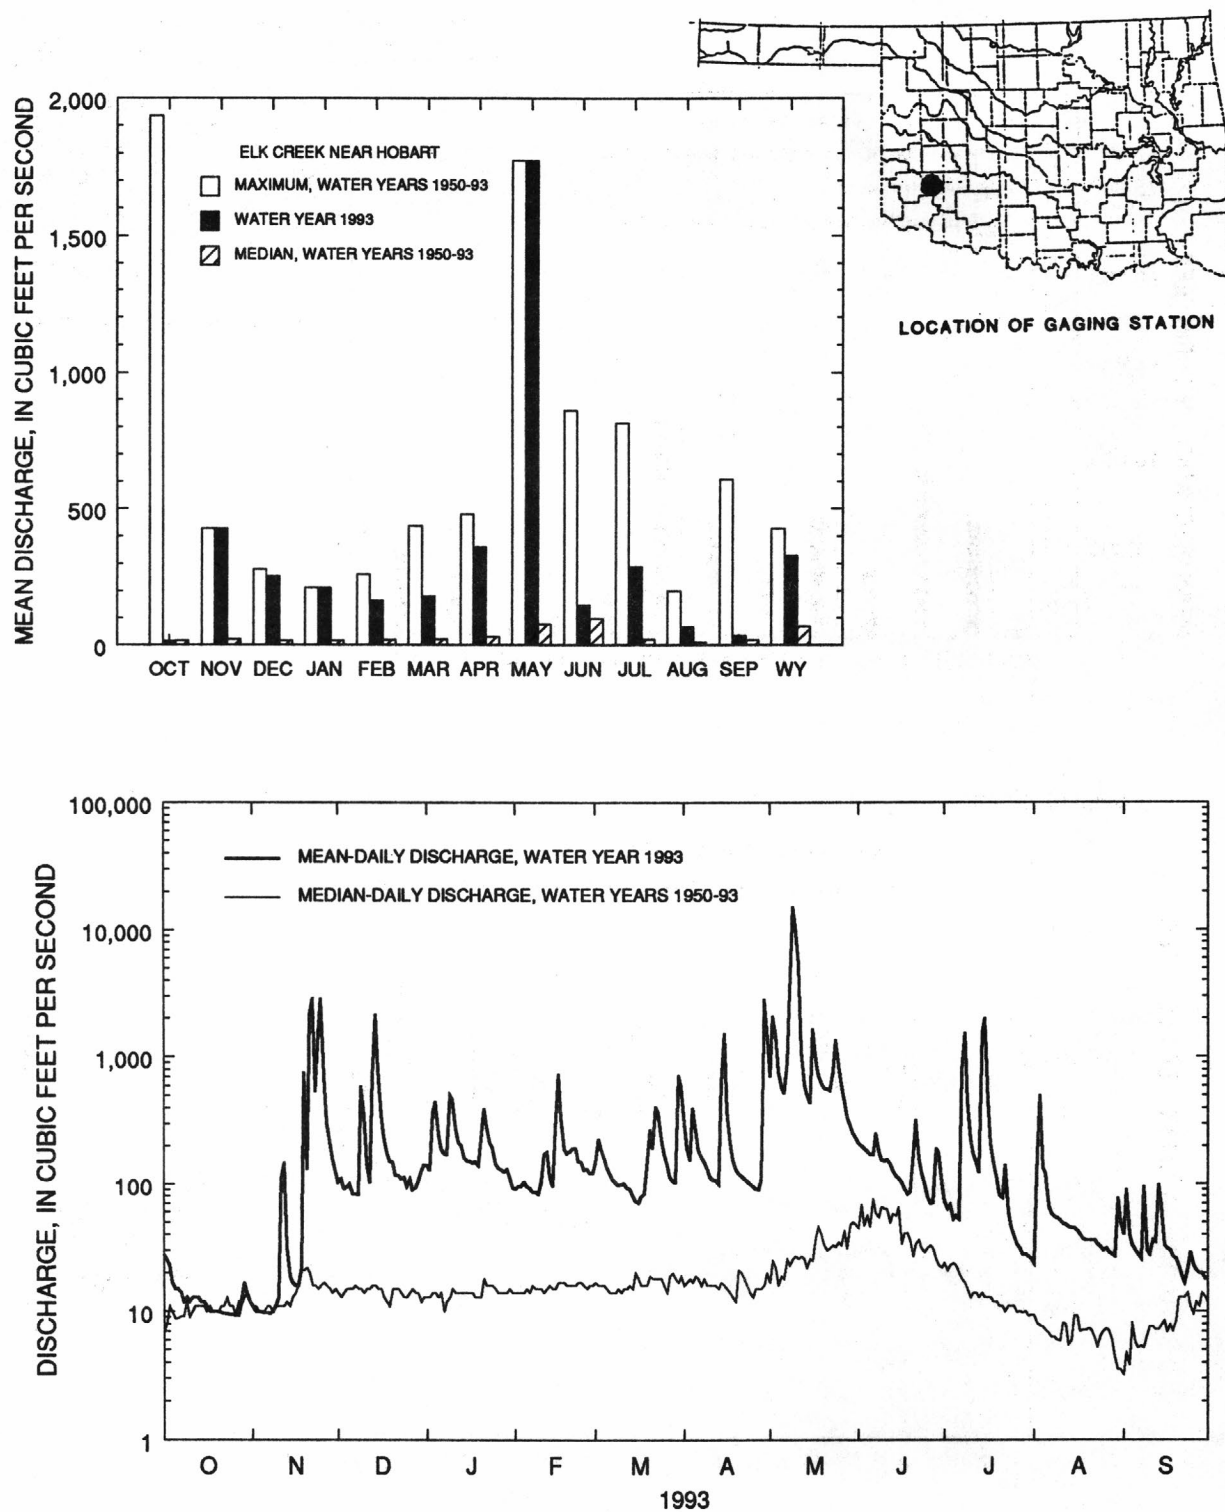 LOCATION OF GAGING STATION
MEAN DISCHARGE, IN CUBIC FEET PER SECOND
2,000
1,500
1,000
500
0
ELK CREEK NEAR HOBART
MAXIMUM, WATER YEARS 1950-93
WATER YEAR 1993
MEDIAN, WATER YEARS 1950-93
OCT NOV DEC JAN FEB MAR APR MAY JUN JUL AUG SEP WY
DISCHARGE, IN CUBIC FEET PER SECOND
100,000
10,000
1,000
100
10
1
MEAN-DAILY DISCHARGE, WATER YEAR 1993
MEDIAN-DAILY DISCHARGE, WATER YEARS 1950-93
O N D J F M A M J J A S
1993